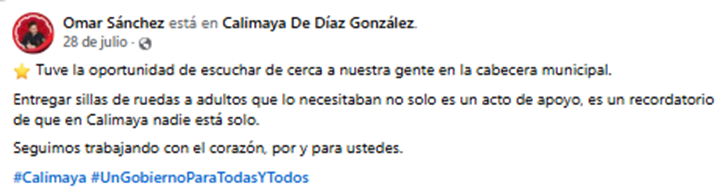 Omar Sánchez está en Calimaya De Díaz González.
28 de julio ·
⭐ Tuve la oportunidad de escuchar de cerca a nuestra gente en la cabecera municipal.
Entregar sillas de ruedas a adultos que lo necesitaban no solo es un acto de apoyo, es un recordatorio
de que en Calimaya nadie está solo.
Seguimos trabajando con el corazón, por y para ustedes.
#Calimaya #UnGobiernoParaTodasYTodos